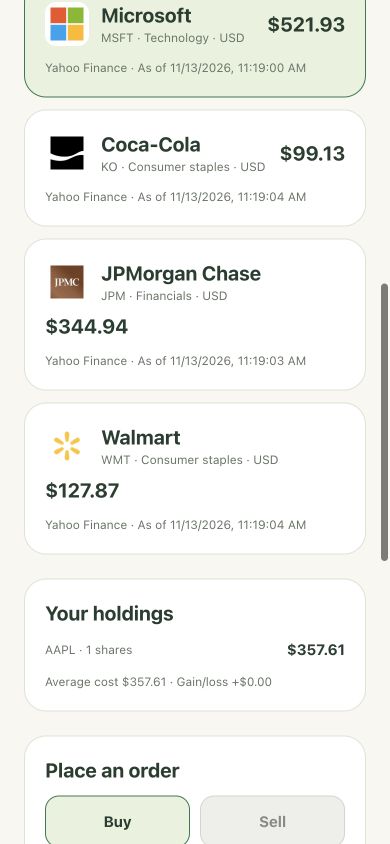 Microsoft
$521.93
MSFT · Technology · USD
Yahoo Finance · As of 11/13/2026, 11:19:00 AM
Coca-Cola
$99.13
KO · Consumer staples · USD
Yahoo Finance · As of 11/13/2026, 11:19:04 AM
JPMC
JPMorgan Chase
JPM · Financials · USD
$344.94
Yahoo Finance · As of 11/13/2026, 11:19:03 AM
Walmart
WMT · Consumer staples · USD
$127.87
Yahoo Finance · As of 11/13/2026, 11:19:04 AM
Your holdings
AAPL · 1 shares
$357.61
Average cost $357.61 · Gain/loss +$0.00
Place an order
Buy
Sell